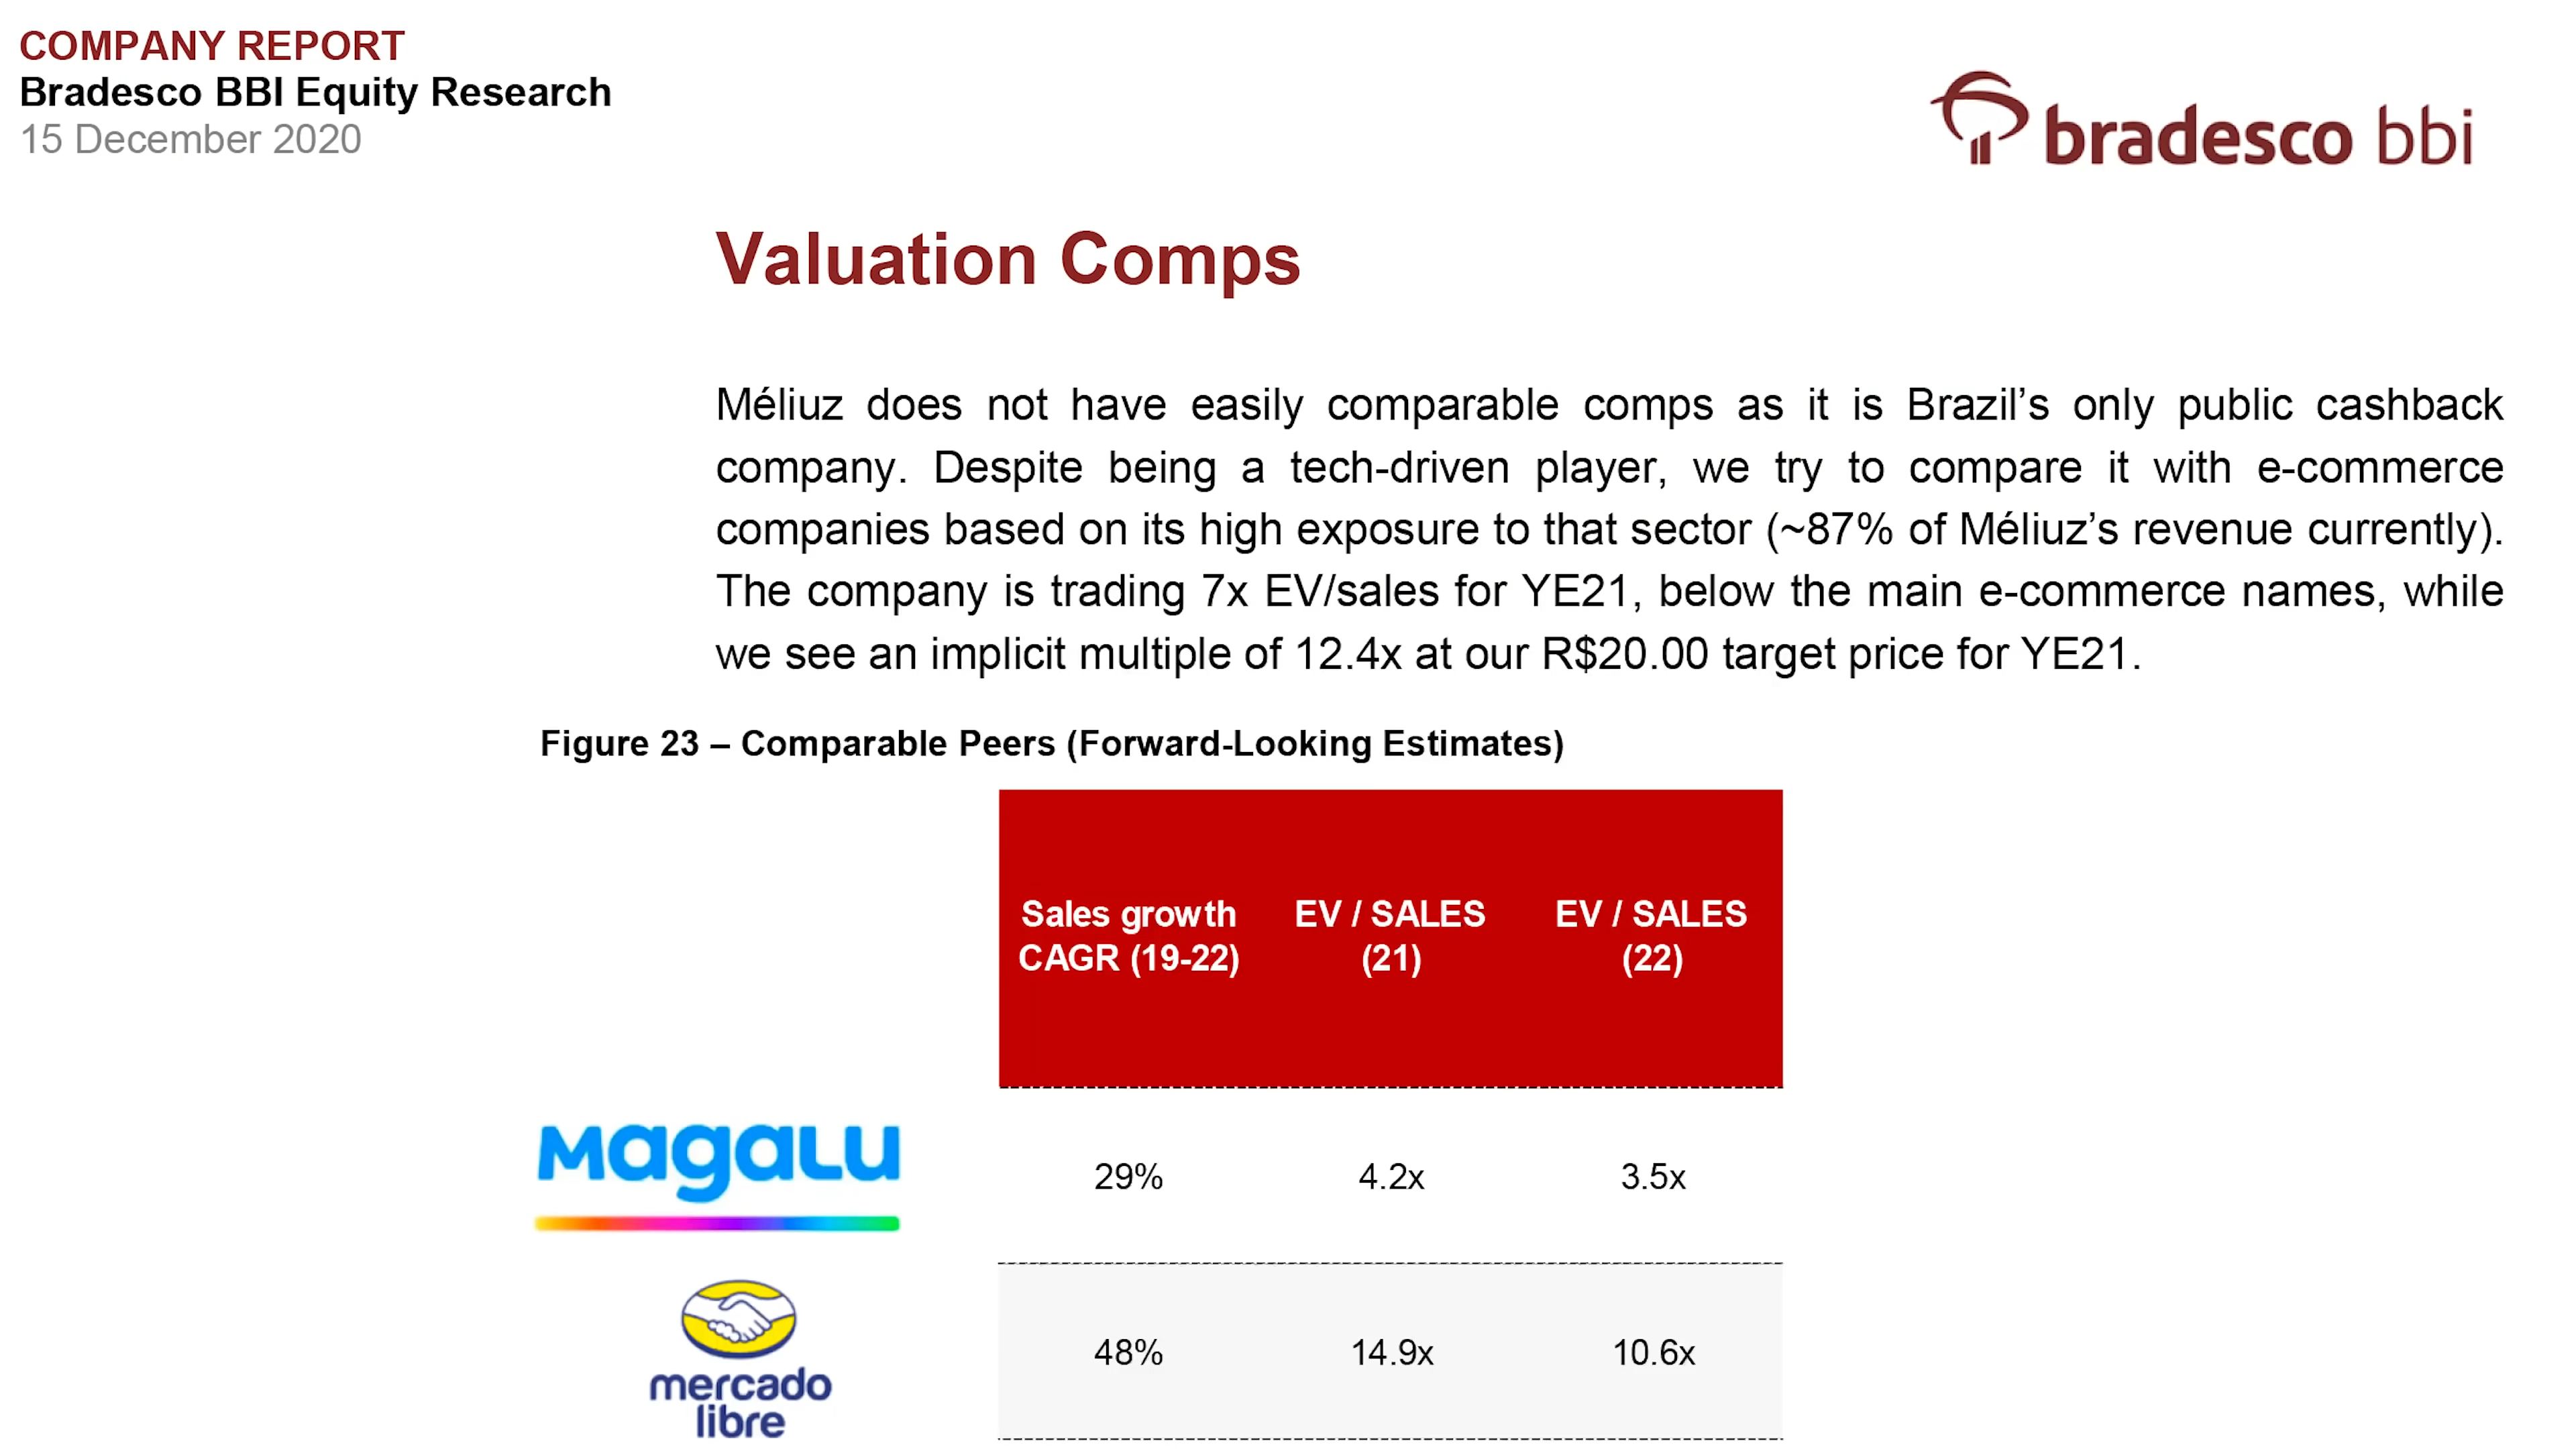 COMPANY REPORT
Bradesco BBI Equity Research
15 December 2020
bradesco bbi
Valuation Comps
Méliuz does not have easily comparable comps as it is Brazil’s only public cashback
company. Despite being a tech-driven player, we try to compare it with e-commerce
companies based on its high exposure to that sector (~87% of Méliuz’s revenue currently).
The company is trading 7x EV/sales for YE21, below the main e-commerce names, while
we see an implicit multiple of 12.4x at our R$20.00 target price for YE21.
Figure 23 – Comparable Peers (Forward-Looking Estimates)
Sales growth EV / SALES EV / SALES
CAGR (19-22) (21) (22)
MagaLu 29% 4.2x 3.5x
48% 14.9x 10.6x
mercado
libre